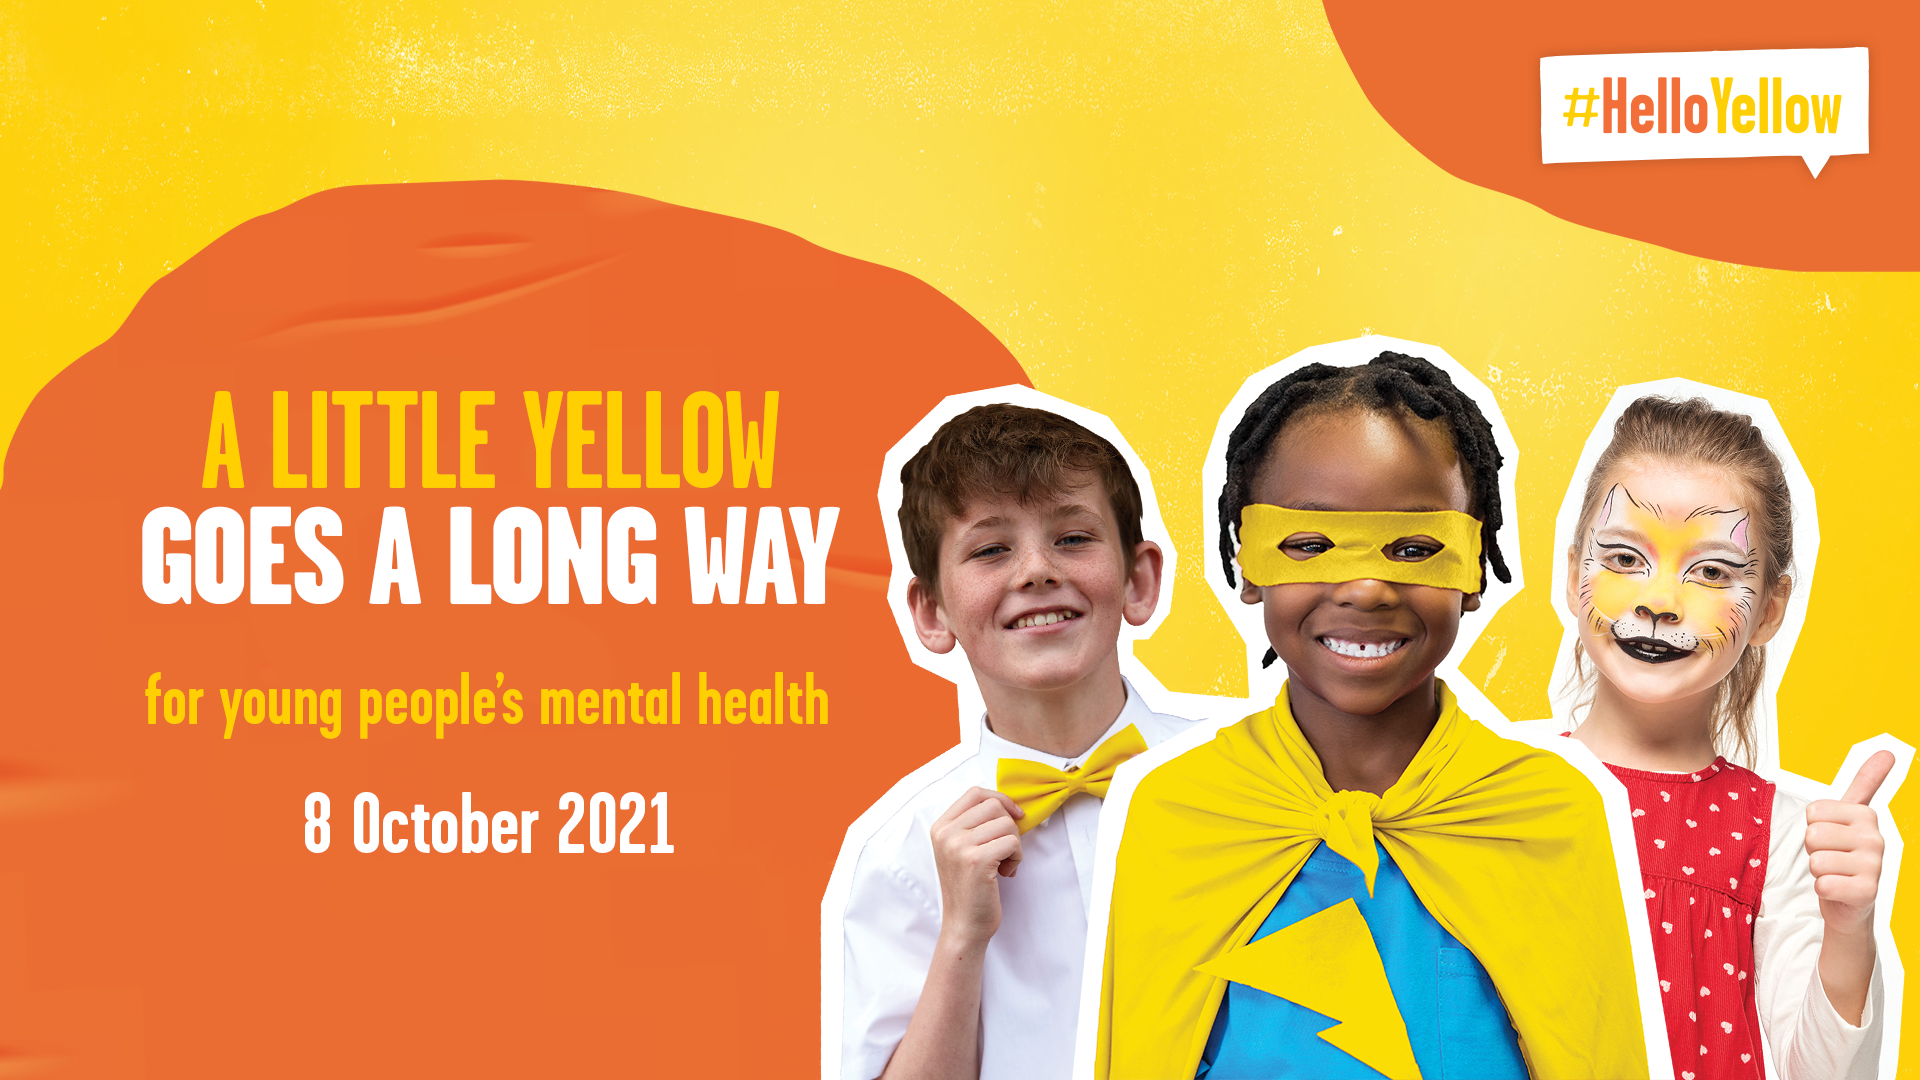 #HelloYellow
A LITTLE YELLOW
GOES A LONG WAY
for young people's mental health
8 October 2021